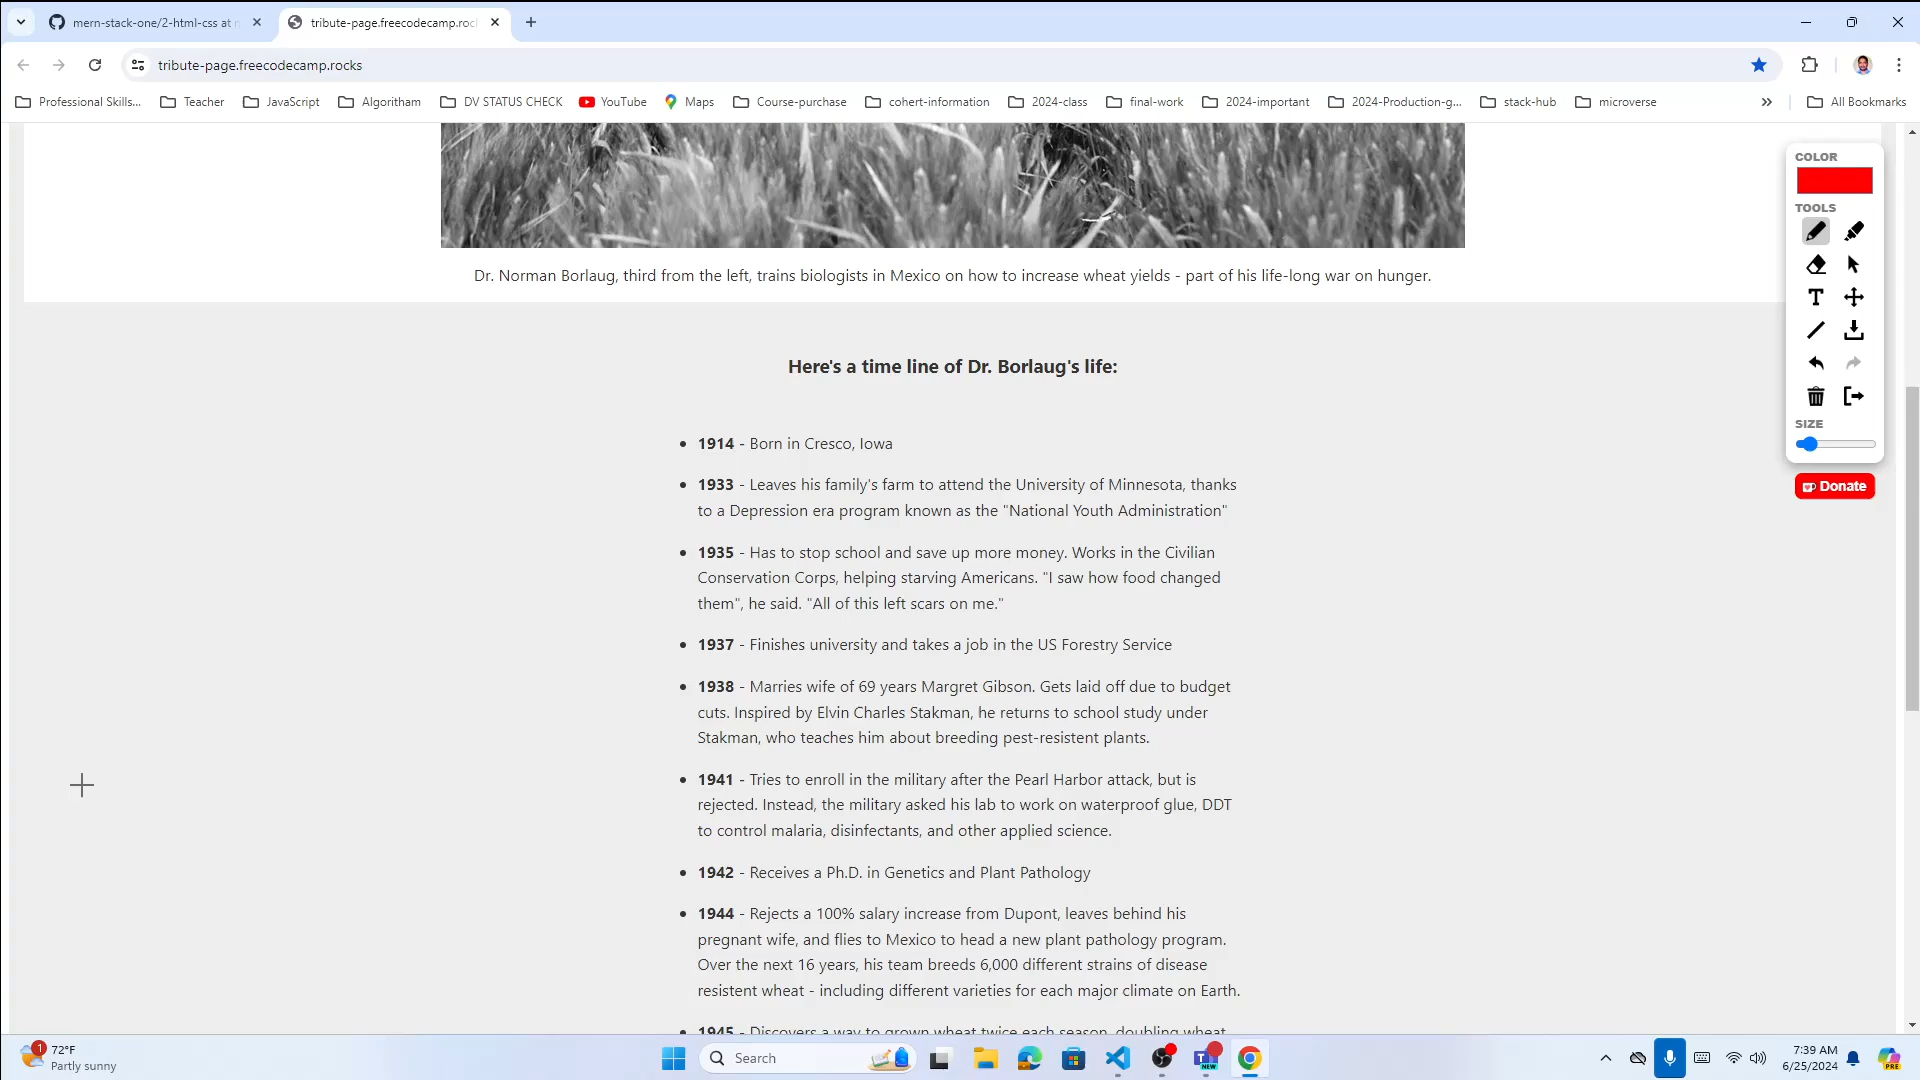 mern-stack-one/2-html-css at n
tribute-page.freecodecamp.roc
tribute-page.freecodecamp.rocks
Professional Skills...
Teacher
JavaScript
Algoritham
DV STATUS CHECK
YouTube
Maps
Course-purchase
cohert-information
2024-class
final-work
2024-important
2024-Production-g...
stack-hub
microverse
All Bookmarks
COLOR
TOOLS
SIZE
Donate
Dr. Norman Borlaug, third from the left, trains biologists in Mexico on how to increase wheat yields - part of his life-long war on hunger.
Here's a time line of Dr. Borlaug's life:
1914 - Born in Cresco, Iowa
1933 - Leaves his family's farm to attend the University of Minnesota, thanks
to a Depression era program known as the "National Youth Administration"
1935 - Has to stop school and save up more money. Works in the Civilian
Conservation Corps, helping starving Americans. "I saw how food changed
them", he said. "All of this left scars on me."
1937 - Finishes university and takes a job in the US Forestry Service
1938 - Marries wife of 69 years Margret Gibson. Gets laid off due to budget
cuts. Inspired by Elvin Charles Stakman, he returns to school study under
Stakman, who teaches him about breeding pest-resistent plants.
1941 - Tries to enroll in the military after the Pearl Harbor attack, but is
rejected. Instead, the military asked his lab to work on waterproof glue, DDT
to control malaria, disinfectants, and other applied science.
1942 - Receives a Ph.D. in Genetics and Plant Pathology
1944 - Rejects a 100% salary increase from Dupont, leaves behind his
pregnant wife, and flies to Mexico to head a new plant pathology program.
Over the next 16 years, his team breeds 6,000 different strains of disease
resistent wheat - including different varieties for each major climate on Earth.
1945 - Discovers a way to grown wheat twice each season, doubling wheat
1
72°F
Partly sunny
Search
NEW
7:39 AM
6/25/2024
PRE